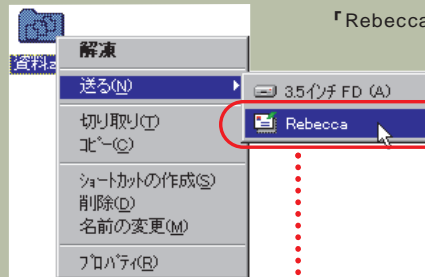 『Rebecca
資料
解凍
送る(N)
3.5インチ FD (A)
Rebecca
切り取り(T)
コピー(C)
ショートカットの作成(S)
削除(D)
名前の変更(M)
プロパティ(R)